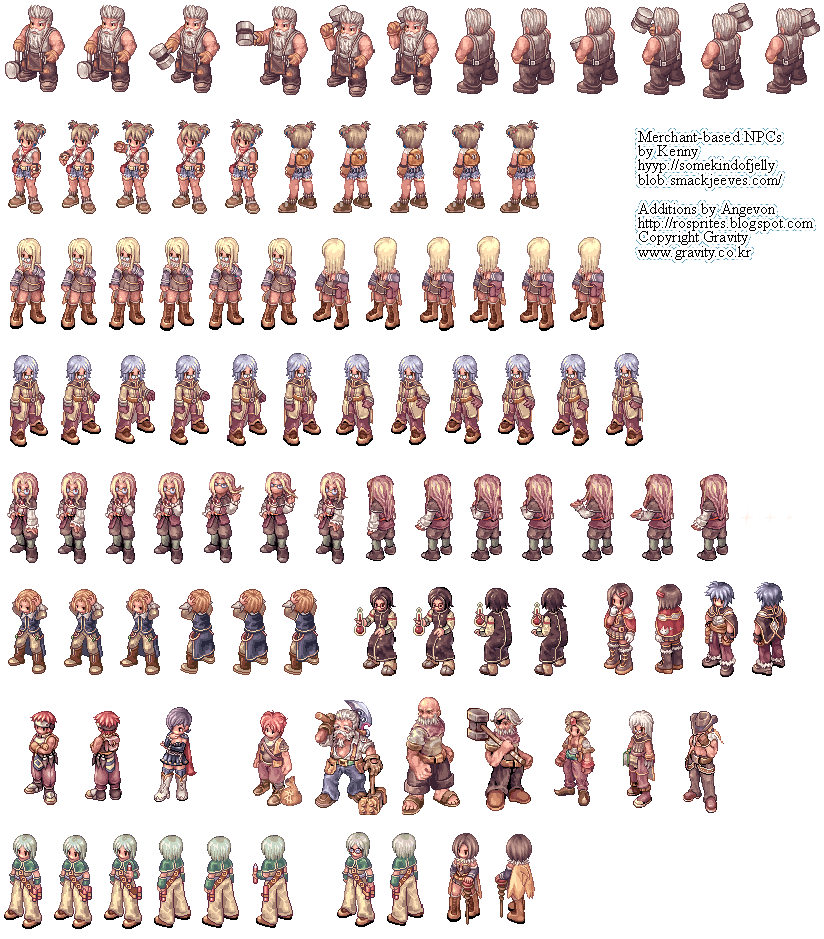 Merchant-based NPCs
by Kenny
hyyp://somekindofjelly
blob.smackjeeves.com/
Additions by Angevon
http://rosprites.blogspot.com
Copyright Gravity
www.gravity.co.kr